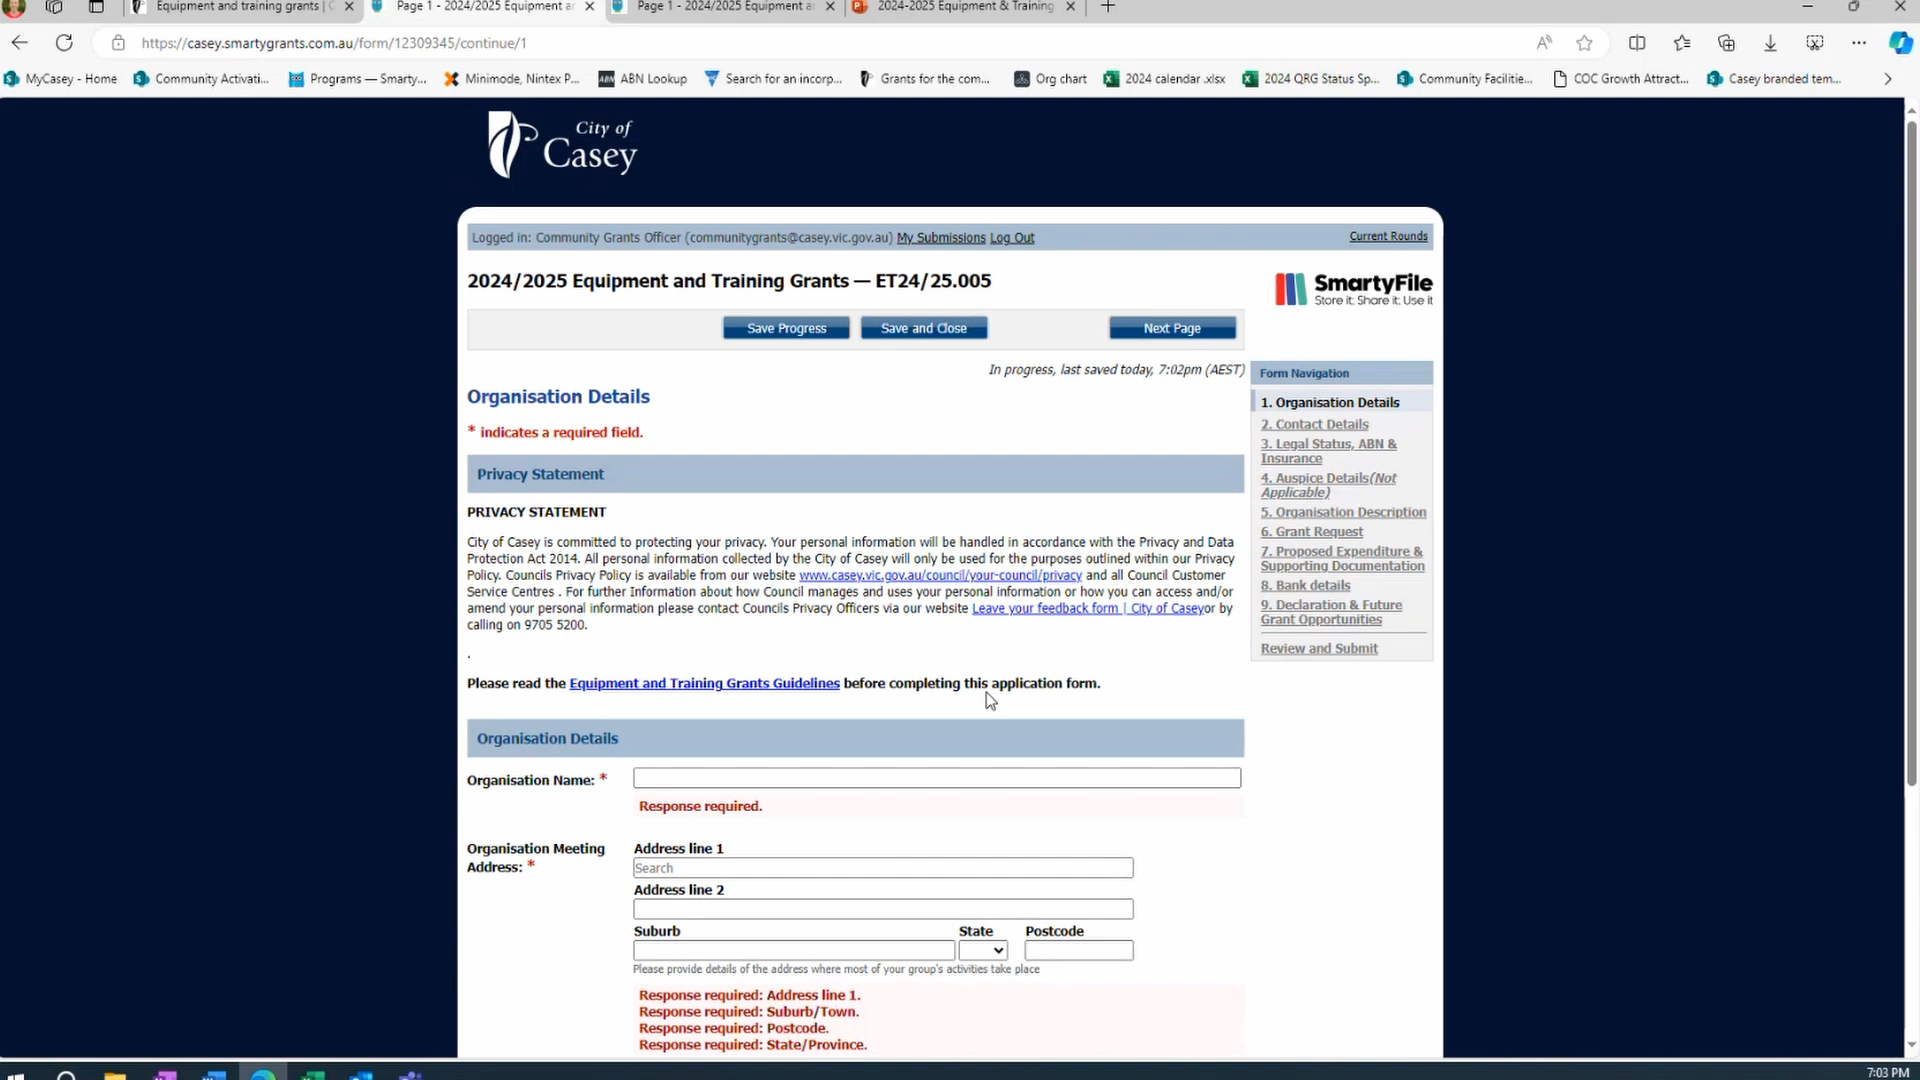 Equipment and training grants | C
Page 1 - 2024/2025 Equipment ar
Page 1 - 2024/2025 Equipment ar
2024-2025 Equipment & Training
https://casey.smartygrants.com.au/form/12309345/continue/1
MyCasey - Home
Community Activati...
Programs — Smarty...
Minimode, Nintex P...
ABN
ABN Lookup
Search for an incorp...
Grants for the com...
Org chart
2024 calendar .xlsx
2024 QRG Status Sp...
Community Facilitie...
COC Growth Attract...
Casey branded tem...
City of
Casey
Logged in: Community Grants Officer (communitygrants@casey.vic.gov.au) My Submissions Log Out
Current Rounds
2024/2025 Equipment and Training Grants — ET24/25.005
SmartyFile
Store it: Share it: Use it
Save Progress
Save and Close
Next Page
In progress, last saved today, 7:02pm (AEST)
Form Navigation
1. Organisation Details
2. Contact Details
3. Legal Status, ABN &
Insurance
4. Auspice Details(Not
Applicable)
5. Organisation Description
6. Grant Request
7. Proposed Expenditure &
Supporting Documentation
8. Bank details
9. Declaration & Future
Grant Opportunities
Review and Submit
Organisation Details
* indicates a required field.
Privacy Statement
PRIVACY STATEMENT
City of Casey is committed to protecting your privacy. Your personal information will be handled in accordance with the Privacy and Data
Protection Act 2014. All personal information collected by the City of Casey will only be used for the purposes outlined within our Privacy
Policy. Councils Privacy Policy is available from our website www.casey.vic.gov.au/council/your-council/privacy and all Council Customer
Service Centres . For further Information about how Council manages and uses your personal information or how you can access and/or
amend your personal information please contact Councils Privacy Officers via our website Leave your feedback form | City of Caseyor by
calling on 9705 5200.
.
Please read the Equipment and Training Grants Guidelines before completing this application form.
Organisation Details
Organisation Name: *
Response required.
Organisation Meeting
Address: *
Address line 1
Search
Address line 2
Suburb
State
Postcode
Please provide details of the address where most of your group's activities take place
Response required: Address line 1.
Response required: Suburb/Town.
Response required: Postcode.
Response required: State/Province.
7:03 PM